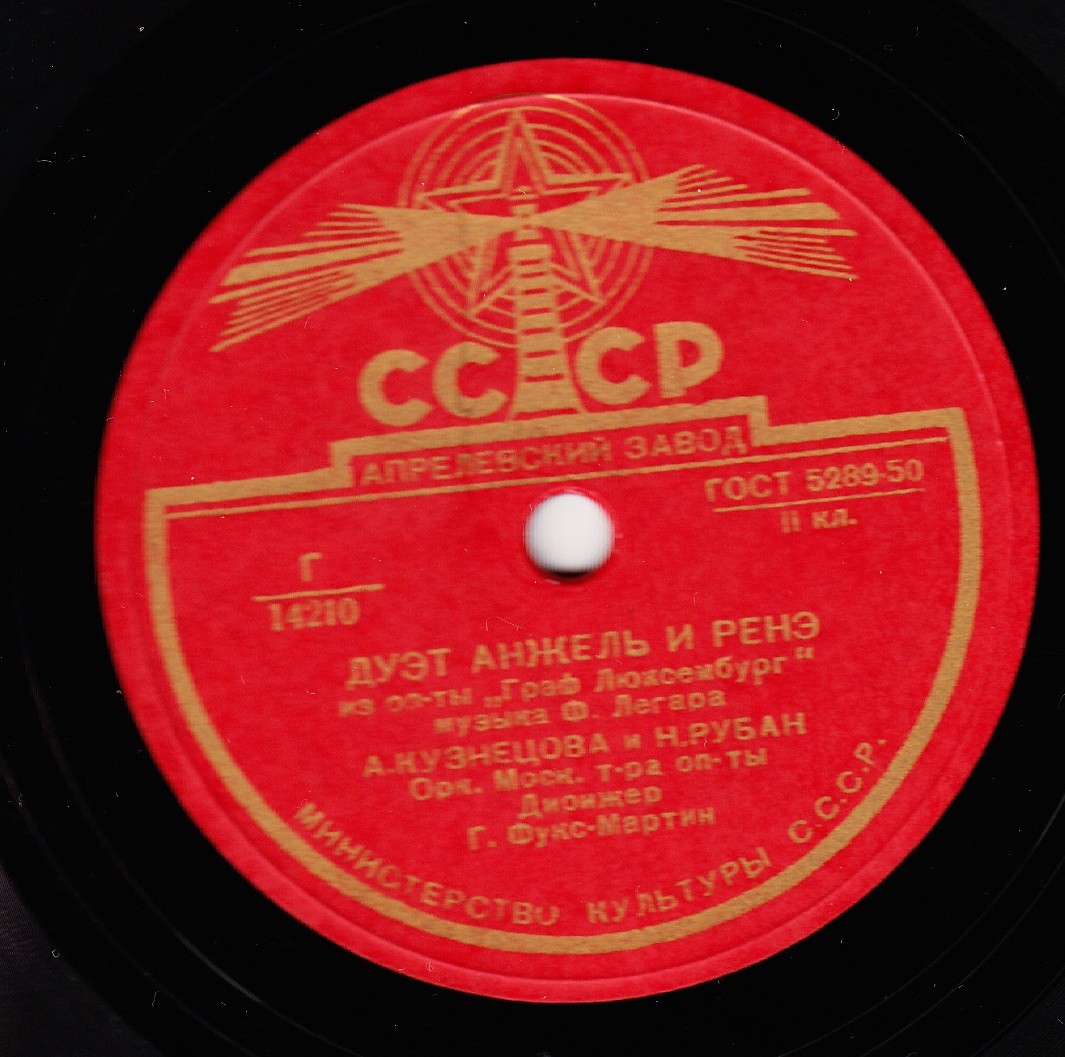 СССР
АПРЕЛЕВСКИЙ ЗАВОД
ГОСТ 5289-50
II кл.
Г
14210
ДУЭТ АНЖЕЛЬ И РЕНЭ
из оп-ты „Граф Люксембург“
музыка Ф. Легара
А.КУЗНЕЦОВА и Н.РУБАН
Орк. Моск. т-ра оп-ты
Дирижер
Г. Фукс-Мартин
МИНИСТЕРСТВО КУЛЬТУРЫ С.С.С.Р.